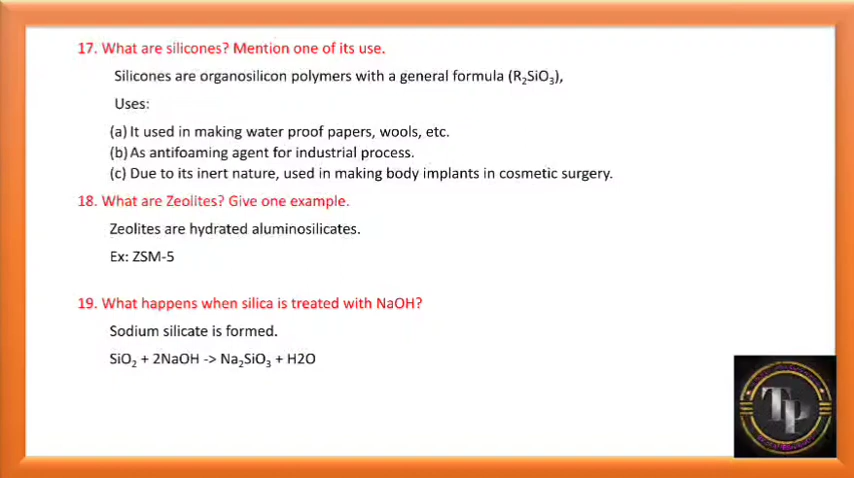 17. What are silicones? Mention one of its use.
Silicones are organosilicon polymers with a general formula (R₂SiO₃),
Uses:
(a) It used in making water proof papers, wools, etc.
(b) As antifoaming agent for industrial process.
(c) Due to its inert nature, used in making body implants in cosmetic surgery.
18. What are Zeolites? Give one example.
Zeolites are hydrated aluminosilicates.
Ex: ZSM-5
19. What happens when silica is treated with NaOH?
Sodium silicate is formed.
SiO₂ + 2NaOH -> Na₂SiO₃ + H2O
TP